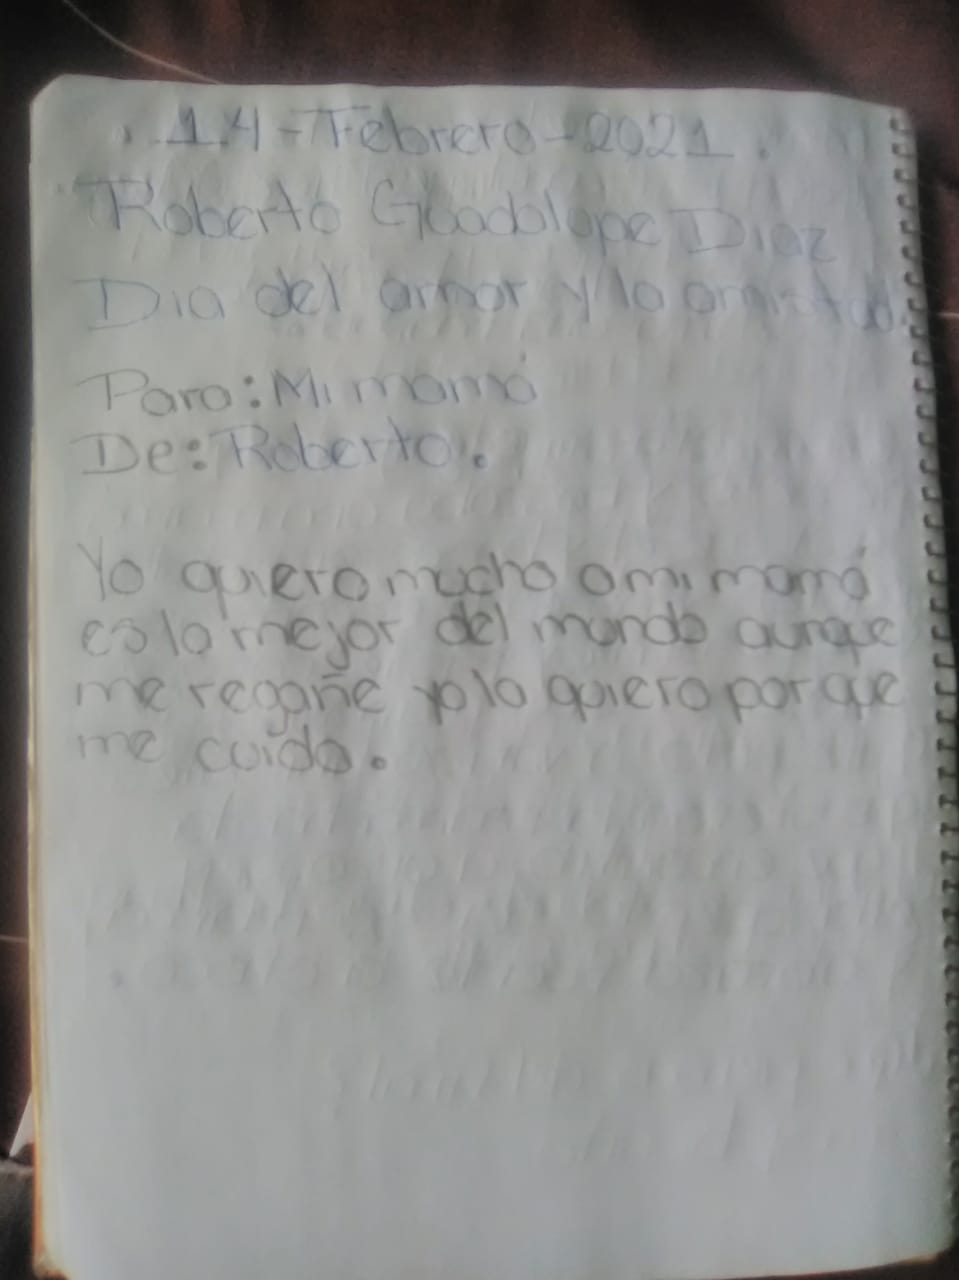 14-Febrero-2021.
Roberto Guadalupe Diaz
Dia del amor y la amistad.
Para: Mi mamá
De: Roberto.
Yo quiero mucho a mi mamá
es la mejor del mundo aunque
me regañe yo la quiero porque
me cuida.